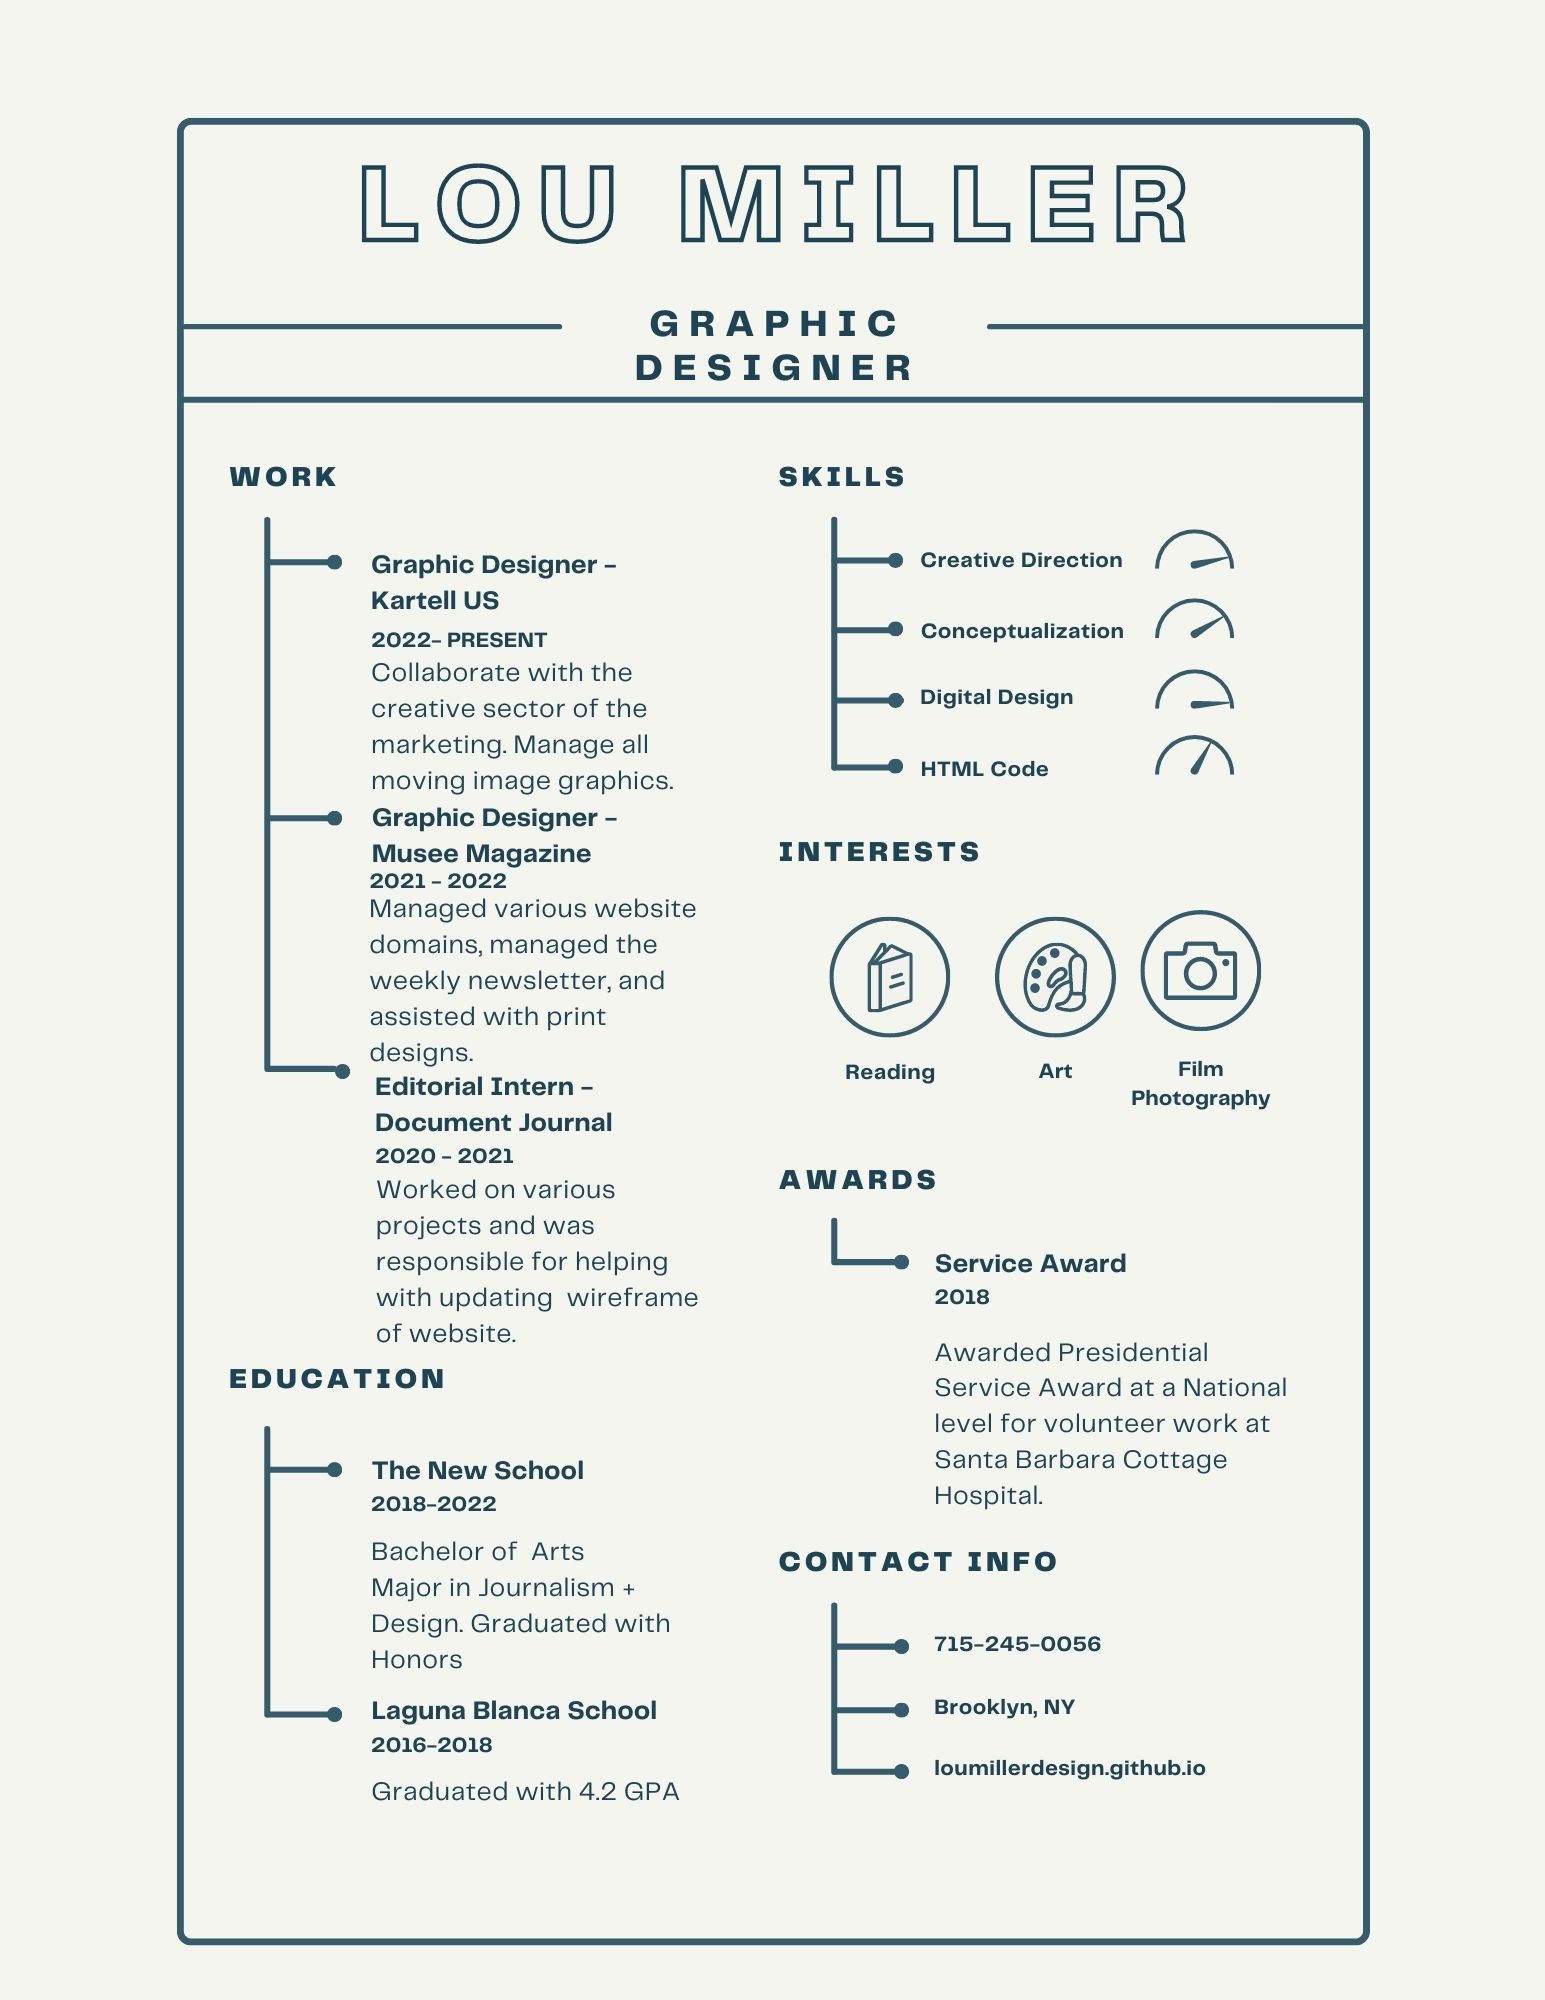 LOU MILLER
GRAPHIC
DESIGNER
WORK
Graphic Designer –
Kartell US
2022– PRESENT
Collaborate with the
creative sector of the
marketing. Manage all
moving image graphics.
Graphic Designer –
Musee Magazine
2021 – 2022
Managed various website
domains, managed the
weekly newsletter, and
assisted with print
designs.
Editorial Intern –
Document Journal
2020 – 2021
Worked on various
projects and was
responsible for helping
with updating  wireframe
of website.
EDUCATION
The New School
2018–2022
Bachelor of  Arts
Major in Journalism +
Design. Graduated with
Honors
Laguna Blanca School
2016–2018
Graduated with 4.2 GPA
SKILLS
Creative Direction
Conceptualization
Digital Design
HTML Code
INTERESTS
Reading
Art
Film
Photography
AWARDS
Service Award
2018
Awarded Presidential
Service Award at a National
level for volunteer work at
Santa Barbara Cottage
Hospital.
CONTACT INFO
715-245-0056
Brooklyn, NY
loumillerdesign.github.io